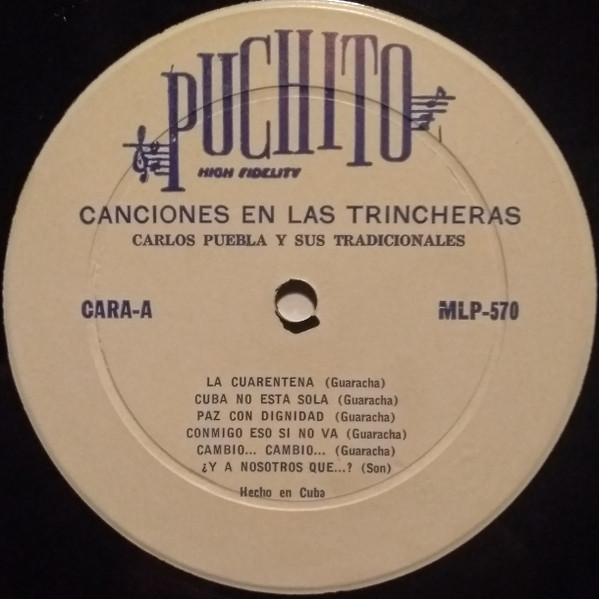 PUCHITO
HIGH FIDELITY
CANCIONES EN LAS TRINCHERAS
CARLOS PUEBLA Y SUS TRADICIONALES
CARA-A MLP-570
LA CUARENTENA (Guaracha)
CUBA NO ESTA SOLA (Guaracha)
PAZ CON DIGNIDAD (Guaracha)
CONMIGO ESO SI NO VA (Guaracha)
CAMBIO... CAMBIO... (Guaracha)
¿Y A NOSOTROS QUE...? (Son)
Hecho en Cuba